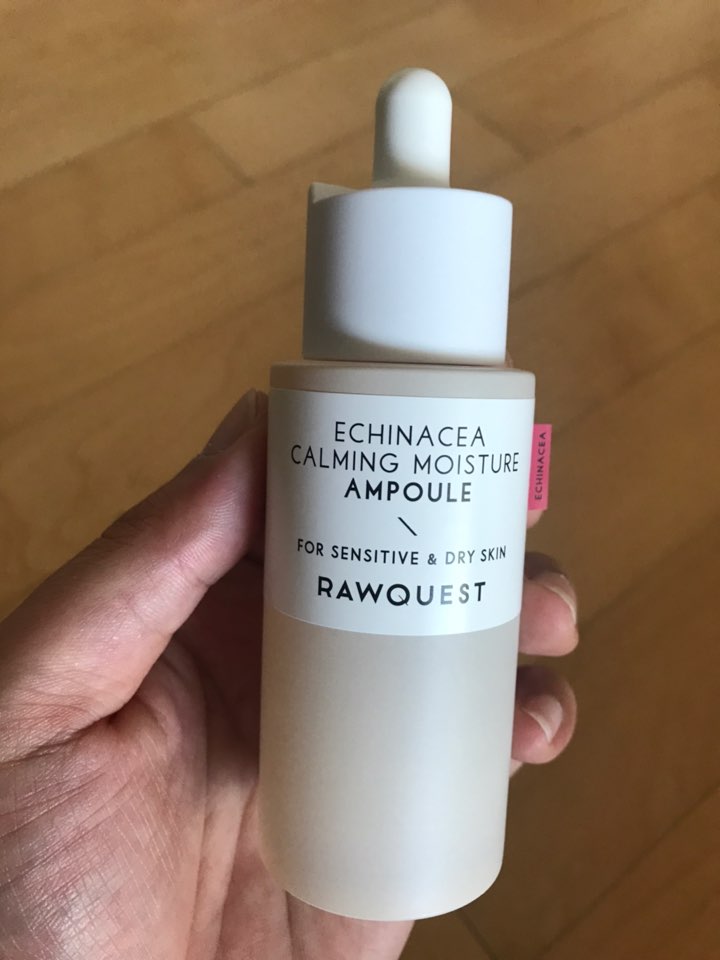 ECHINACEA
CALMING MOISTURE
AMPOULE
FOR SENSITIVE & DRY SKIN
RAWQUEST
ECHINACEA